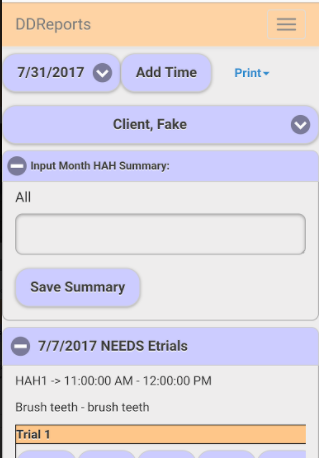 DDReports
7/31/2017 Add Time Print
Client, Fake
Input Month HAH Summary:
All
Save Summary
7/7/2017 NEEDS Etrials
HAH1 -> 11:00:00 AM - 12:00:00 PM
Brush teeth - brush teeth
Trial 1